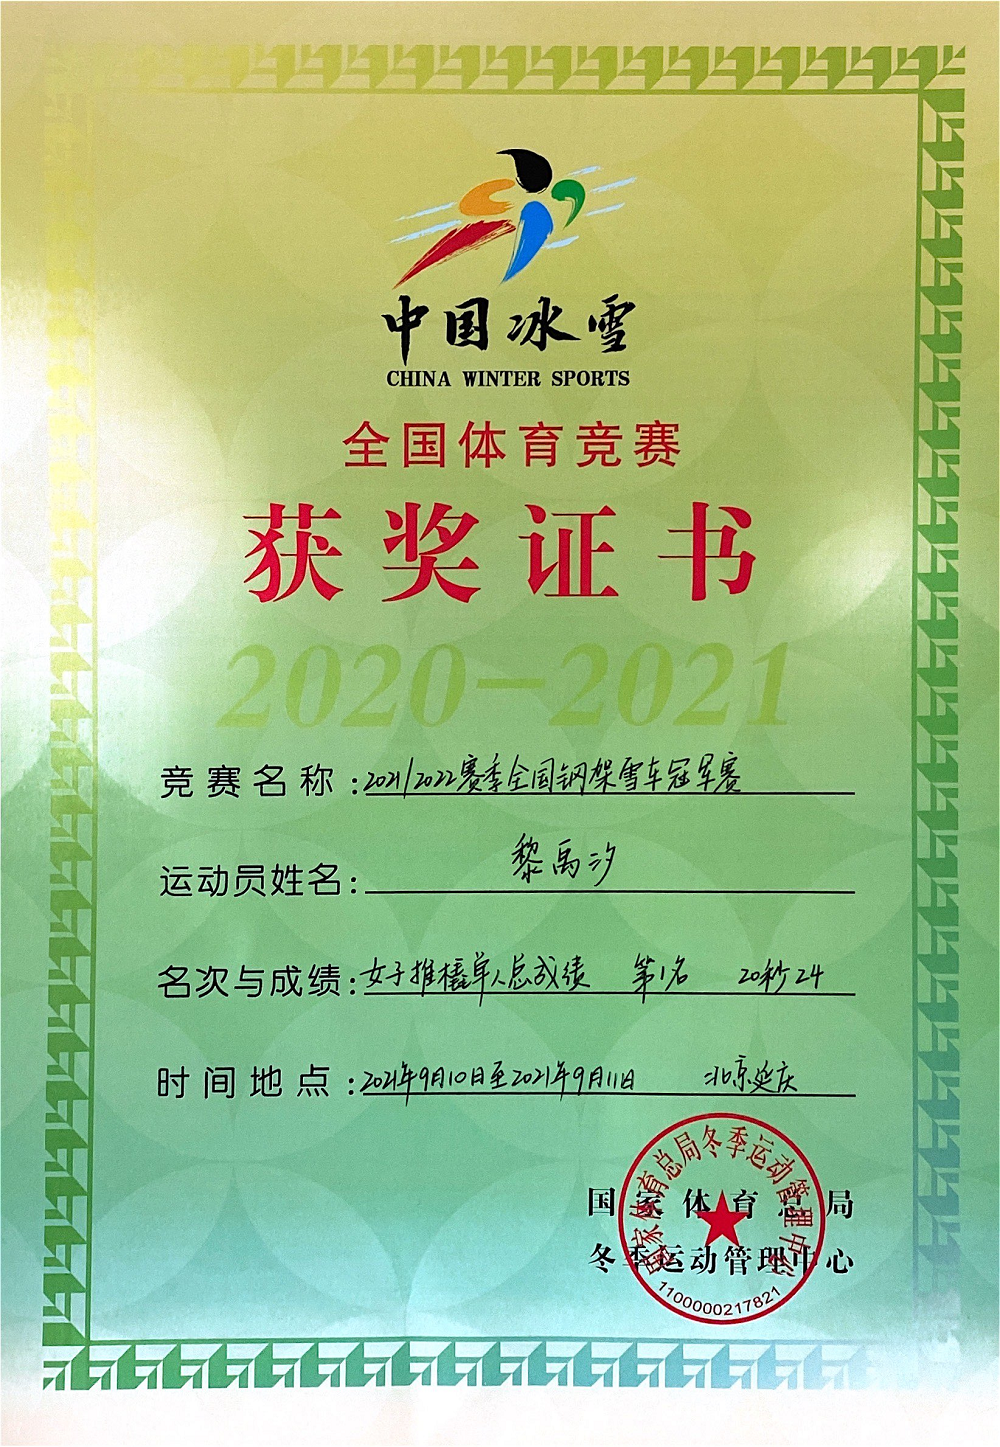 中国冰雪
CHINA WINTER SPORTS
全国体育竞赛
获奖证书
2020-2021
竞赛名称:2021/2022赛季全国钢架雪车冠军赛
运动员姓名:黎禹汐
名次与成绩:女子推橇单人总成绩 第1名 20秒24
时间地点:2021年9月10日至2021年9月11日 北京延庆
国家体育总局
冬季运动管理中心
国家体育总局冬季运动管理中心
1100000217821